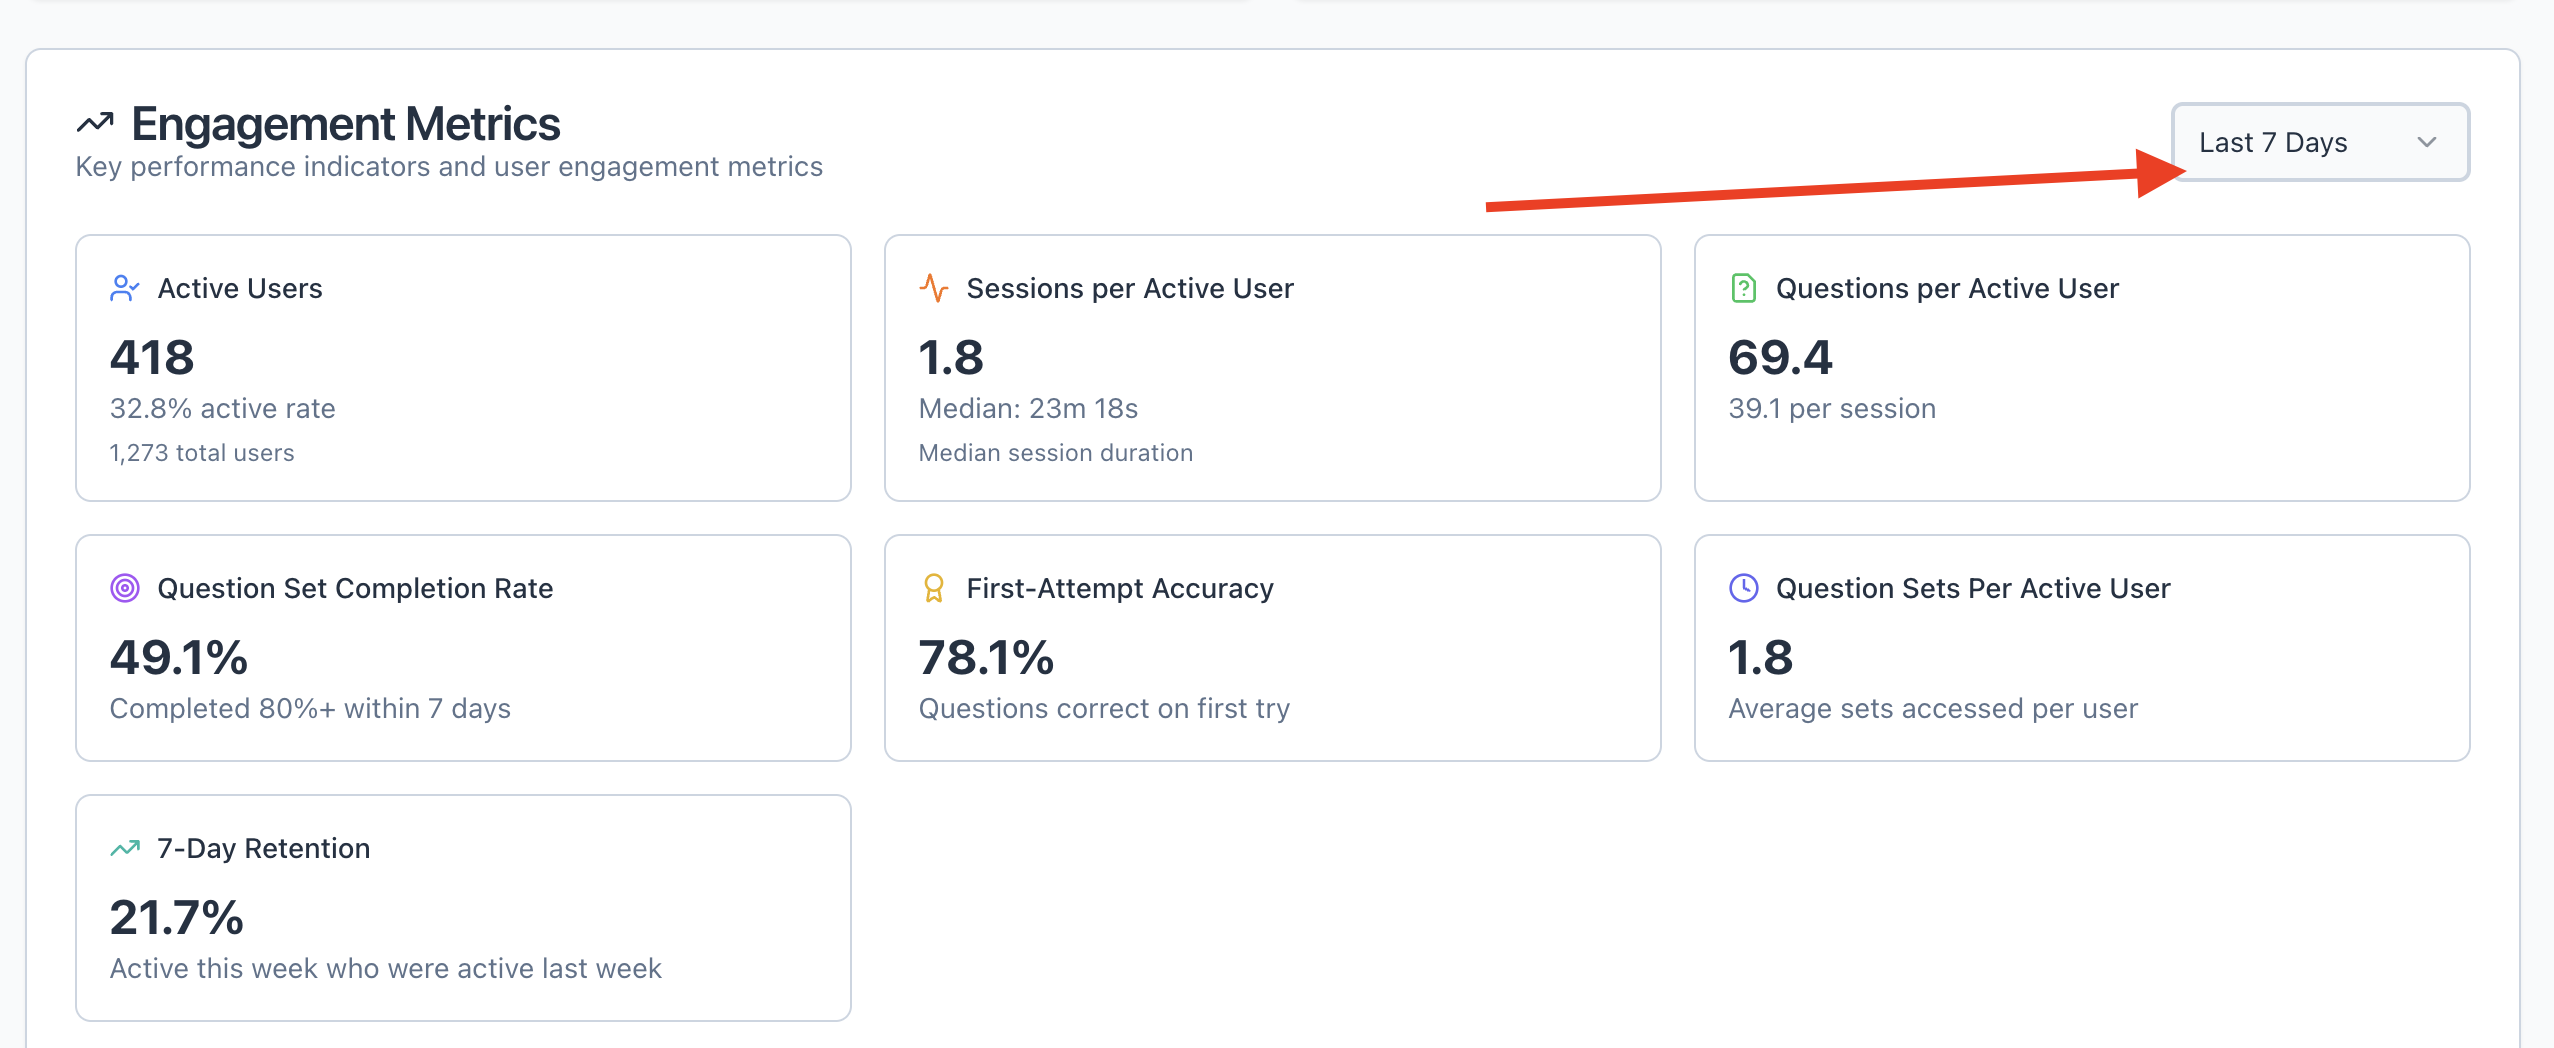 Engagement Metrics
Key performance indicators and user engagement metrics
Last 7 Days
Active Users
418
32.8% active rate
1,273 total users
Sessions per Active User
1.8
Median: 23m 18s
Median session duration
Questions per Active User
69.4
39.1 per session
Question Set Completion Rate
49.1%
Completed 80%+ within 7 days
First-Attempt Accuracy
78.1%
Questions correct on first try
Question Sets Per Active User
1.8
Average sets accessed per user
7-Day Retention
21.7%
Active this week who were active last week